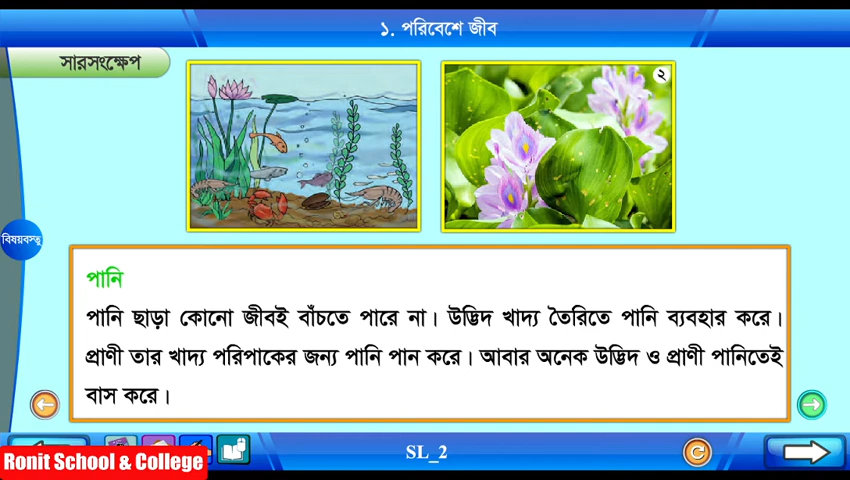 ১. পরিবেশে জীব
সারসংক্ষেপ
২
বিষয়বস্তু
পানি
পানি ছাড়া কোনো জীবই বাঁচতে পারে না। উদ্ভিদ খাদ্য তৈরিতে পানি ব্যবহার করে।
প্রাণী তার খাদ্য পরিপাকের জন্য পানি পান করে। আবার অনেক উদ্ভিদ ও প্রাণী পানিতেই
বাস করে।
SL_2
Ronit School & College